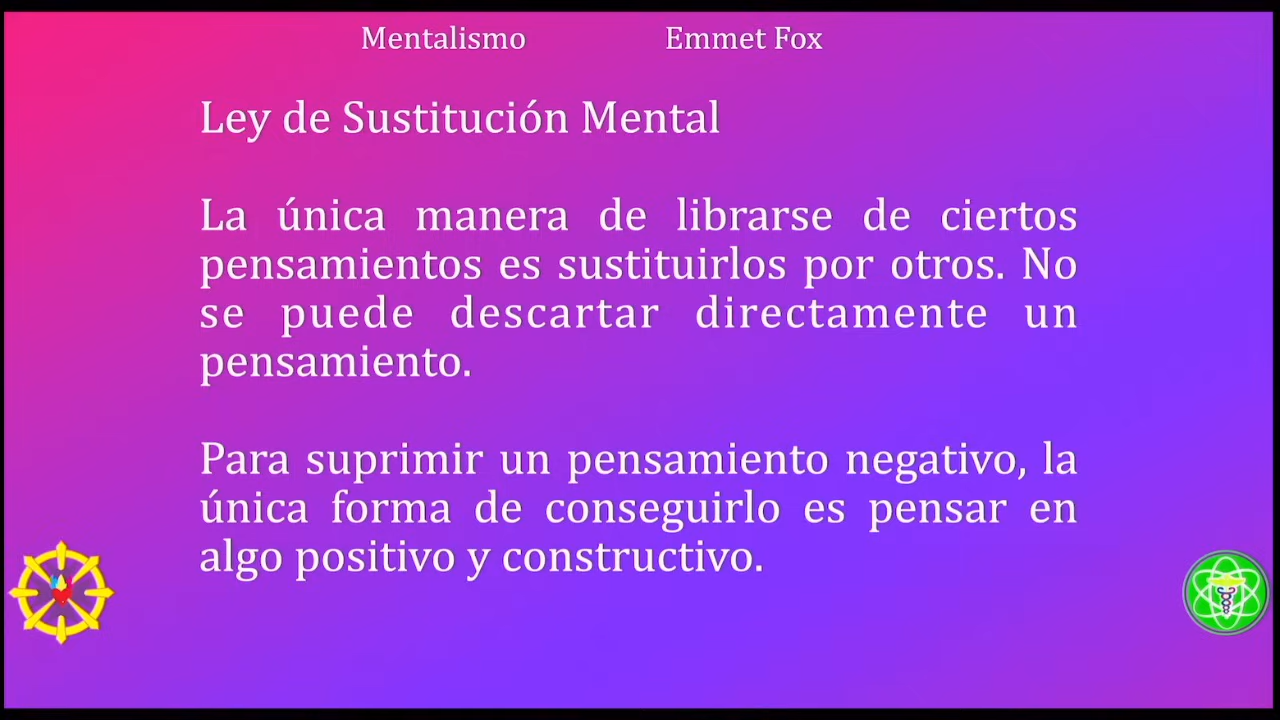 Mentalismo Emmet Fox
Ley de Sustitución Mental
La única manera de librarse de ciertos
pensamientos es sustituirlos por otros. No
se puede descartar directamente un
pensamiento.
Para suprimir un pensamiento negativo, la
única forma de conseguirlo es pensar en
algo positivo y constructivo.